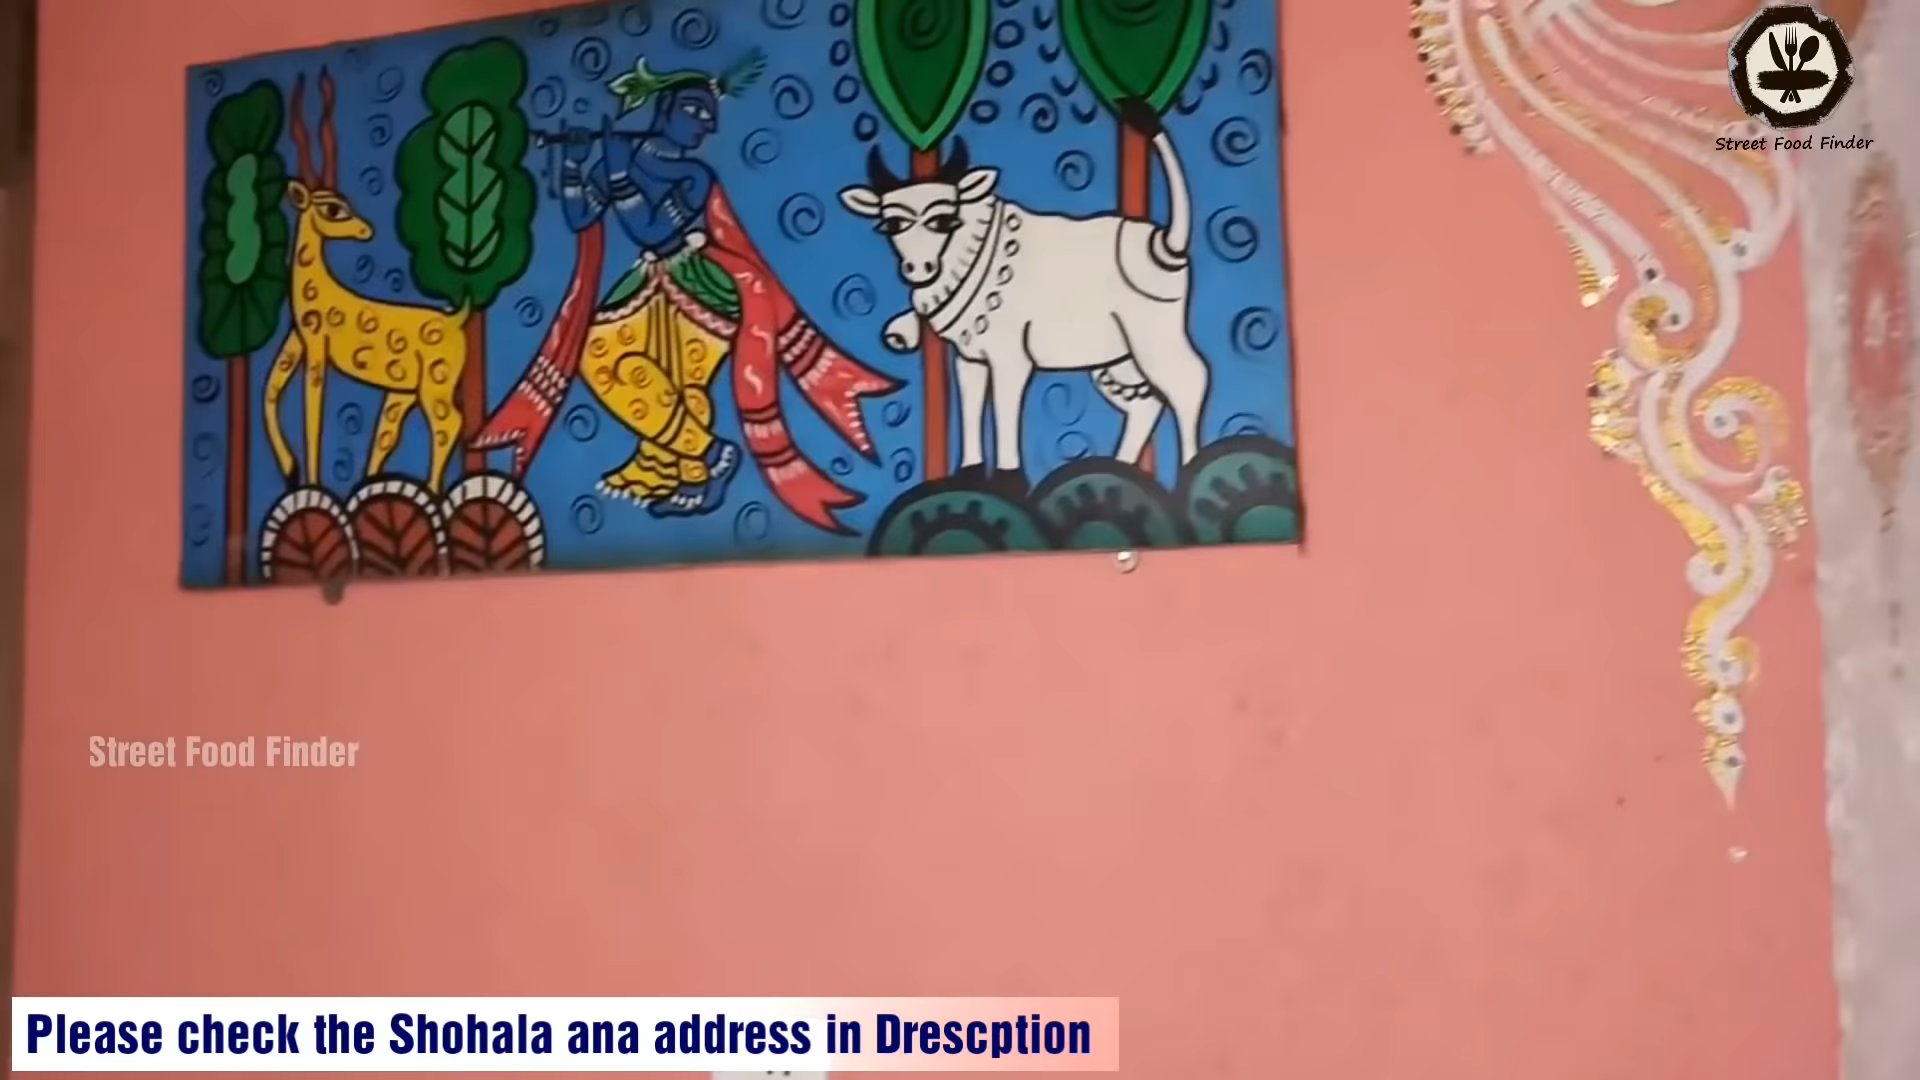 Street Food Finder
Street Food Finder
Please check the Shohala ana address in Drescption